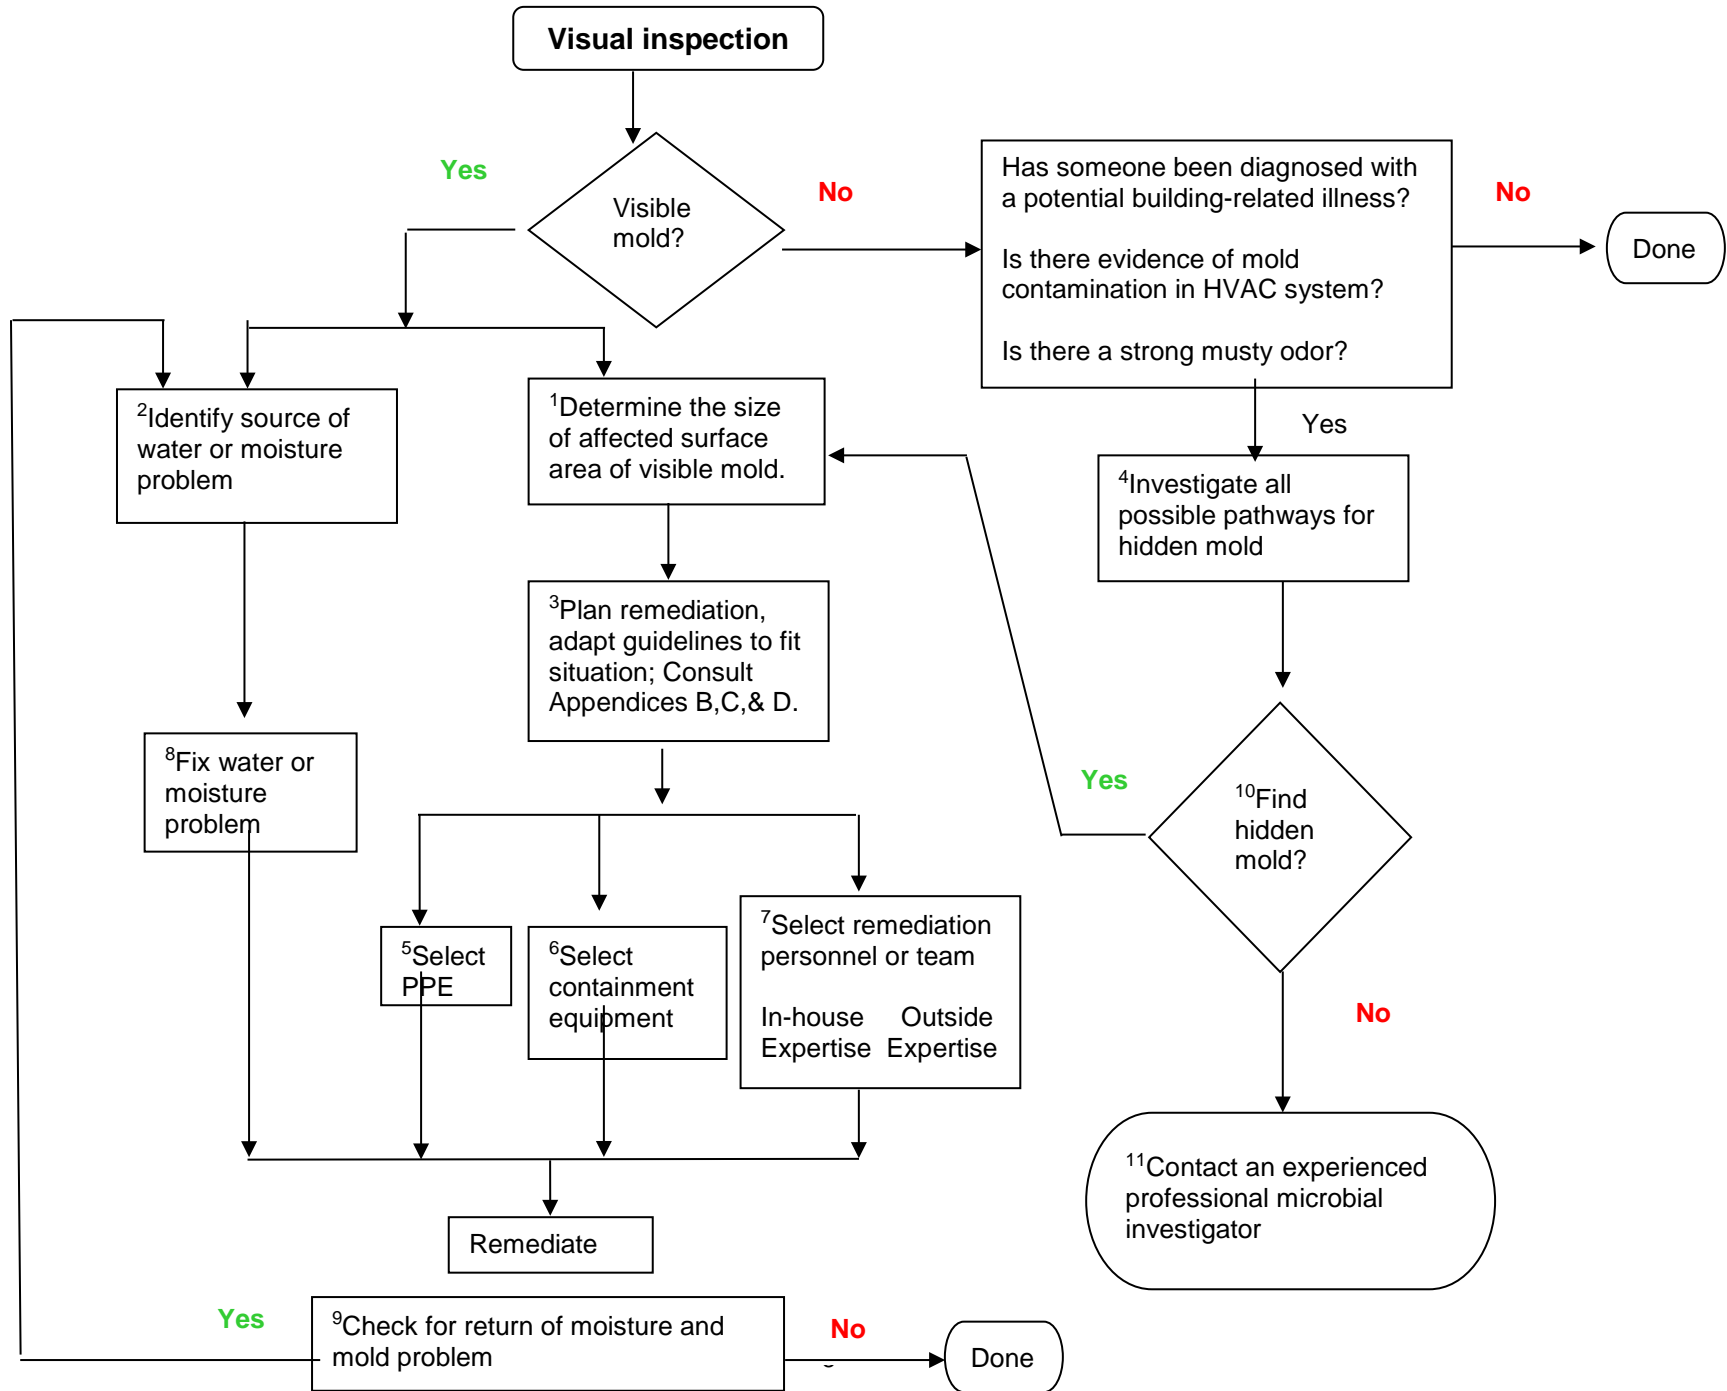 Visual inspection
Yes
Visible
mold?
No
Has someone been diagnosed with
a potential building-related illness?
Is there evidence of mold
contamination in HVAC system?
Is there a strong musty odor?
No
Done
2Identify source of
water or moisture
problem
1Determine the size
of affected surface
area of visible mold.
Yes
4Investigate all
possible pathways for
hidden mold
3Plan remediation,
adapt guidelines to fit
situation; Consult
Appendices B,C,& D.
8Fix water or
moisture
problem
Yes
10Find
hidden
mold?
5Select
PPE
6Select
containment
equipment
7Select remediation
personnel or team
In-house Outside
Expertise Expertise
No
11Contact an experienced
professional microbial
investigator
Remediate
Yes
9Check for return of moisture and
mold problem
No
Done